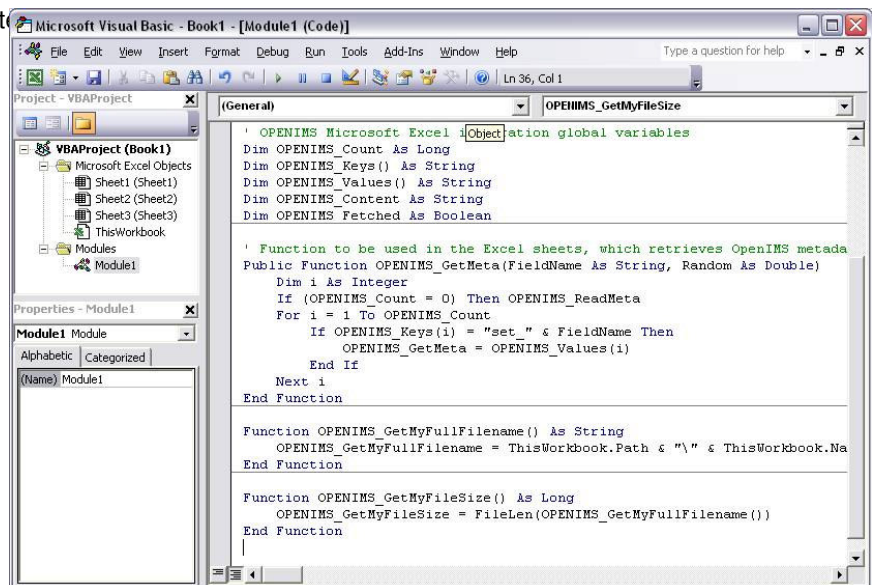 Microsoft Visual Basic - Book1 - [Module1 (Code)]
File Edit View Insert Format Debug Run Tools Add-Ins Window Help
Type a question for help
Ln 36, Col 1
Project - VBAProject
VBAProject (Book1)
Microsoft Excel Objects
Sheet1 (Sheet1)
Sheet2 (Sheet2)
Sheet3 (Sheet3)
ThisWorkbook
Modules
Module1
Properties - Module1
Module1 Module
Alphabetic Categorized
(Name) Module1
(General) OPENIMS_GetMyFileSize
Object
' OPENIMS Microsoft Excel i ration global variables
Dim OPENIMS_Count As Long
Dim OPENIMS_Keys() As String
Dim OPENIMS_Values() As String
Dim OPENIMS_Content As String
Dim OPENIMS_Fetched As Boolean
' Function to be used in the Excel sheets, which retrieves OpenIMS metada
Public Function OPENIMS_GetMeta(FieldName As String, Random As Double)
Dim i As Integer
If (OPENIMS_Count = 0) Then OPENIMS_ReadMeta
For i = 1 To OPENIMS_Count
If OPENIMS_Keys(i) = "set_" & FieldName Then
OPENIMS_GetMeta = OPENIMS_Values(i)
End If
Next i
End Function
Function OPENIMS_GetMyFullFilename() As String
OPENIMS_GetMyFullFilename = ThisWorkbook.Path & "\" & ThisWorkbook.Na
End Function
Function OPENIMS_GetMyFileSize() As Long
OPENIMS_GetMyFileSize = FileLen(OPENIMS_GetMyFullFilename())
End Function